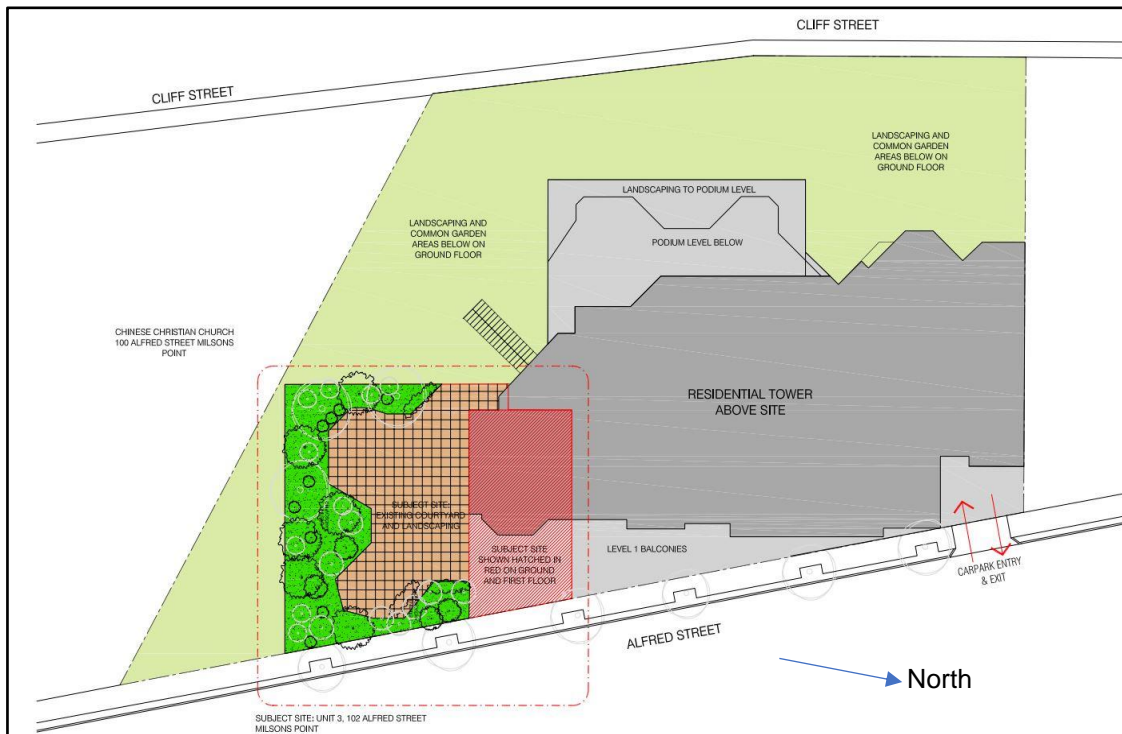 CLIFF STREET
CLIFF STREET
LANDSCAPING AND
COMMON GARDEN
AREAS BELOW ON
GROUND FLOOR
LANDSCAPING TO PODIUM LEVEL
LANDSCAPING AND
COMMON GARDEN
AREAS BELOW ON
GROUND FLOOR
PODIUM LEVEL BELOW
CHINESE CHRISTIAN CHURCH
100 ALFRED STREET MILSONS
POINT
RESIDENTIAL TOWER
ABOVE SITE
SUBJECT SITE:
EXISTING COURTYARD
AND LANDSCAPING
SUBJECT SITE
SHOWN HATCHED IN
RED ON GROUND
AND FIRST FLOOR
LEVEL 1 BALCONIES
CARPARK ENTRY
& EXIT
ALFRED STREET
North
SUBJECT SITE: UNIT 3, 102 ALFRED STREET
MILSONS POINT